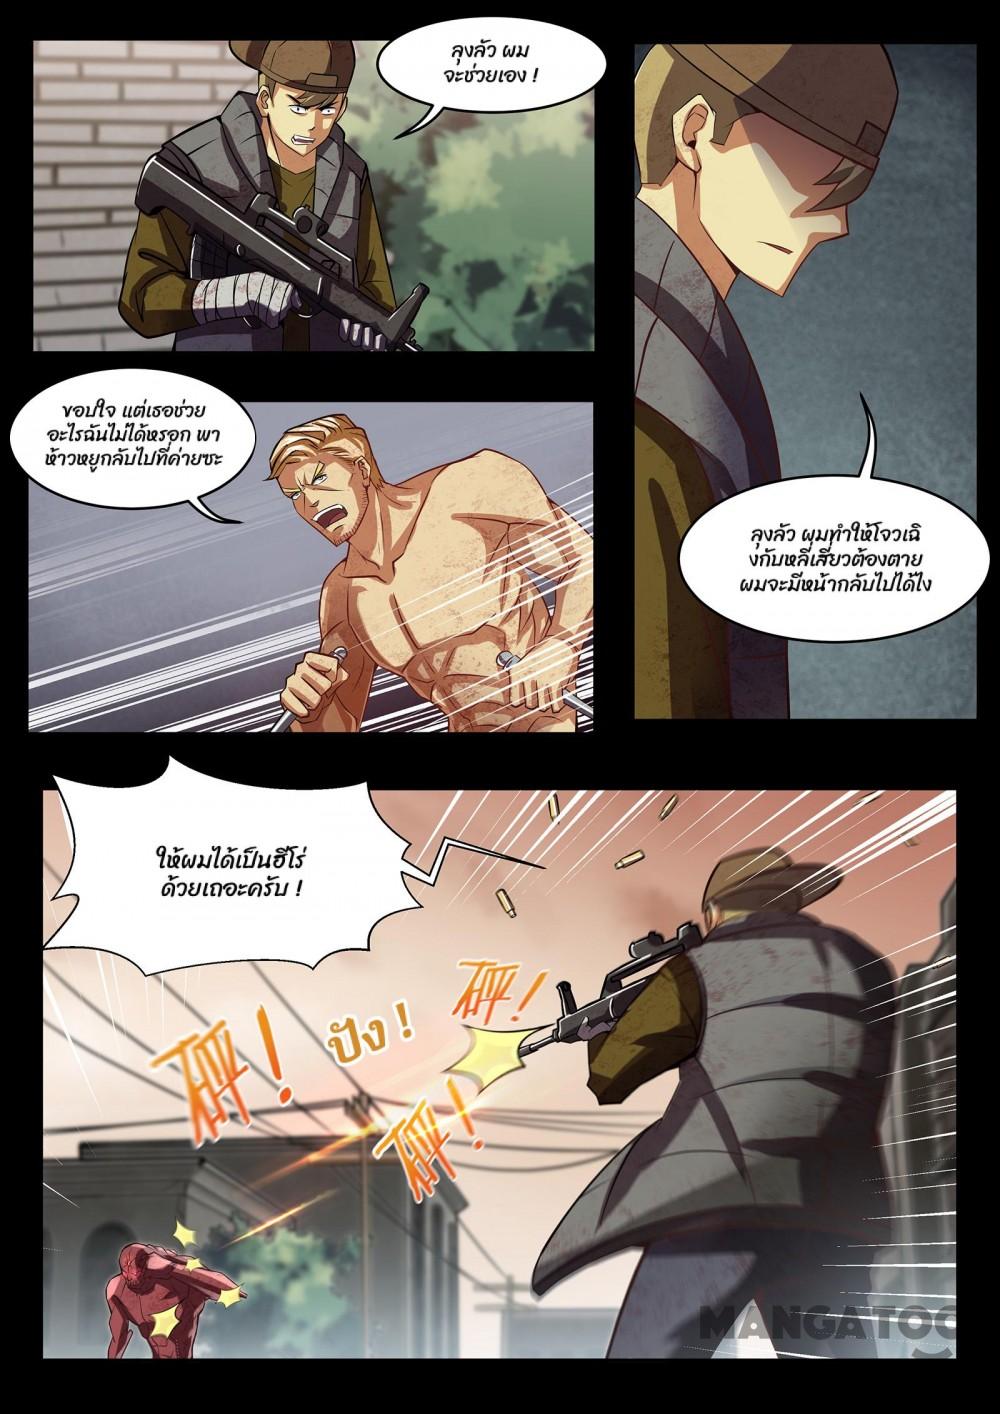 ลุงลัว ผม
จะช่วยเอง !
ขอบใจ แต่เธอช่วย
อะไรฉันไม่ได้หรอก พา
ห้าวหยูกลับไปที่ค่ายซะ
ลุงลัว ผมทำให้โจวเฉิ
งกับหลี่เสี่ยวต้องตาย
ผมจะมีหน้ากลับไปได้ไง
ให้ผมได้เป็นฮีโร่
ด้วยเถอะครับ !
砰!
ปัง !
砰!
砰!
MANGATOO